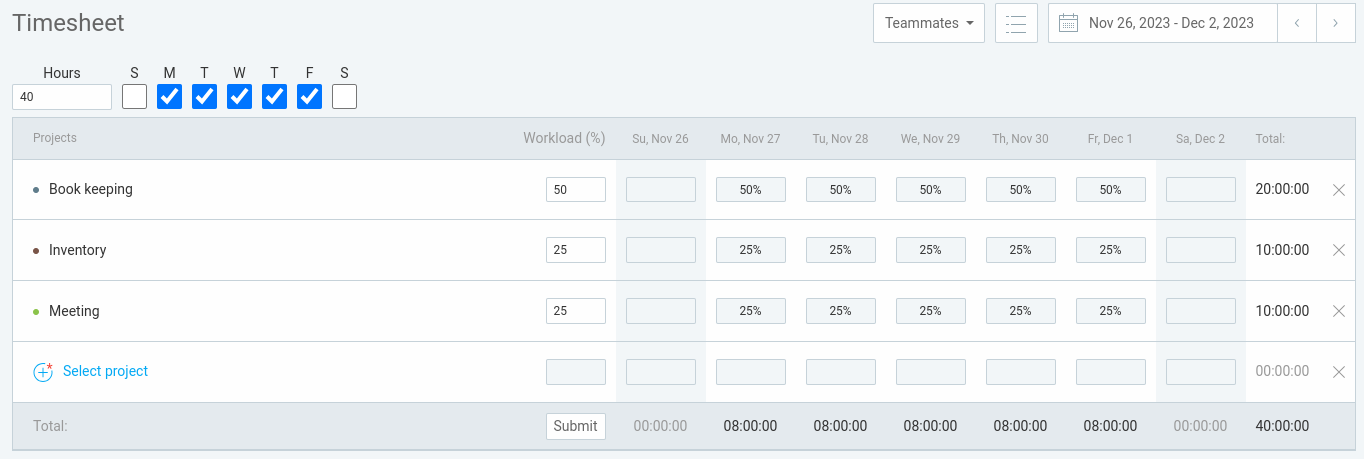 Timesheet
Teammates
Nov 26, 2023 - Dec 2, 2023
Hours S M T W T F S
40
Projects Workload (%) Su, Nov 26 Mo, Nov 27 Tu, Nov 28 We, Nov 29 Th, Nov 30 Fr, Dec 1 Sa, Dec 2 Total:
Book keeping 50 50% 50% 50% 50% 50% 20:00:00
Inventory 25 25% 25% 25% 25% 25% 10:00:00
Meeting 25 25% 25% 25% 25% 25% 10:00:00
Select project 00:00:00
Total: Submit 00:00:00 08:00:00 08:00:00 08:00:00 08:00:00 08:00:00 00:00:00 40:00:00